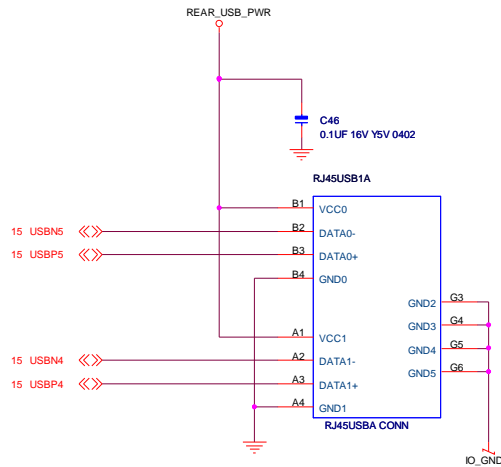 REAR_USB_PWR
C46
0.1UF 16V Y5V 0402
RJ45USB1A
B1 VCC0
15 USBN5 B2 DATA0-
15 USBP5 B3 DATA0+
B4 GND0
GND2 G3
GND3 G4
A1 VCC1
GND4 G5
15 USBN4 A2 DATA1-
GND5 G6
15 USBP4 A3 DATA1+
A4 GND1
RJ45USBA CONN
IO_GND